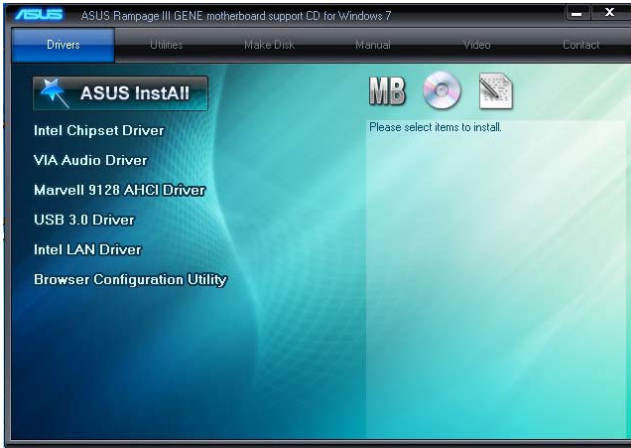 ASUS ASUS Rampage III GENE motherboard support CD for Windows 7
Drivers Utilities Make Disk Manual Video Contact
ASUS InstAll
MB
Please select items to install.
Intel Chipset Driver
VIA Audio Driver
Marvell 9128 AHCI Driver
USB 3.0 Driver
Intel LAN Driver
Browser Configuration Utility